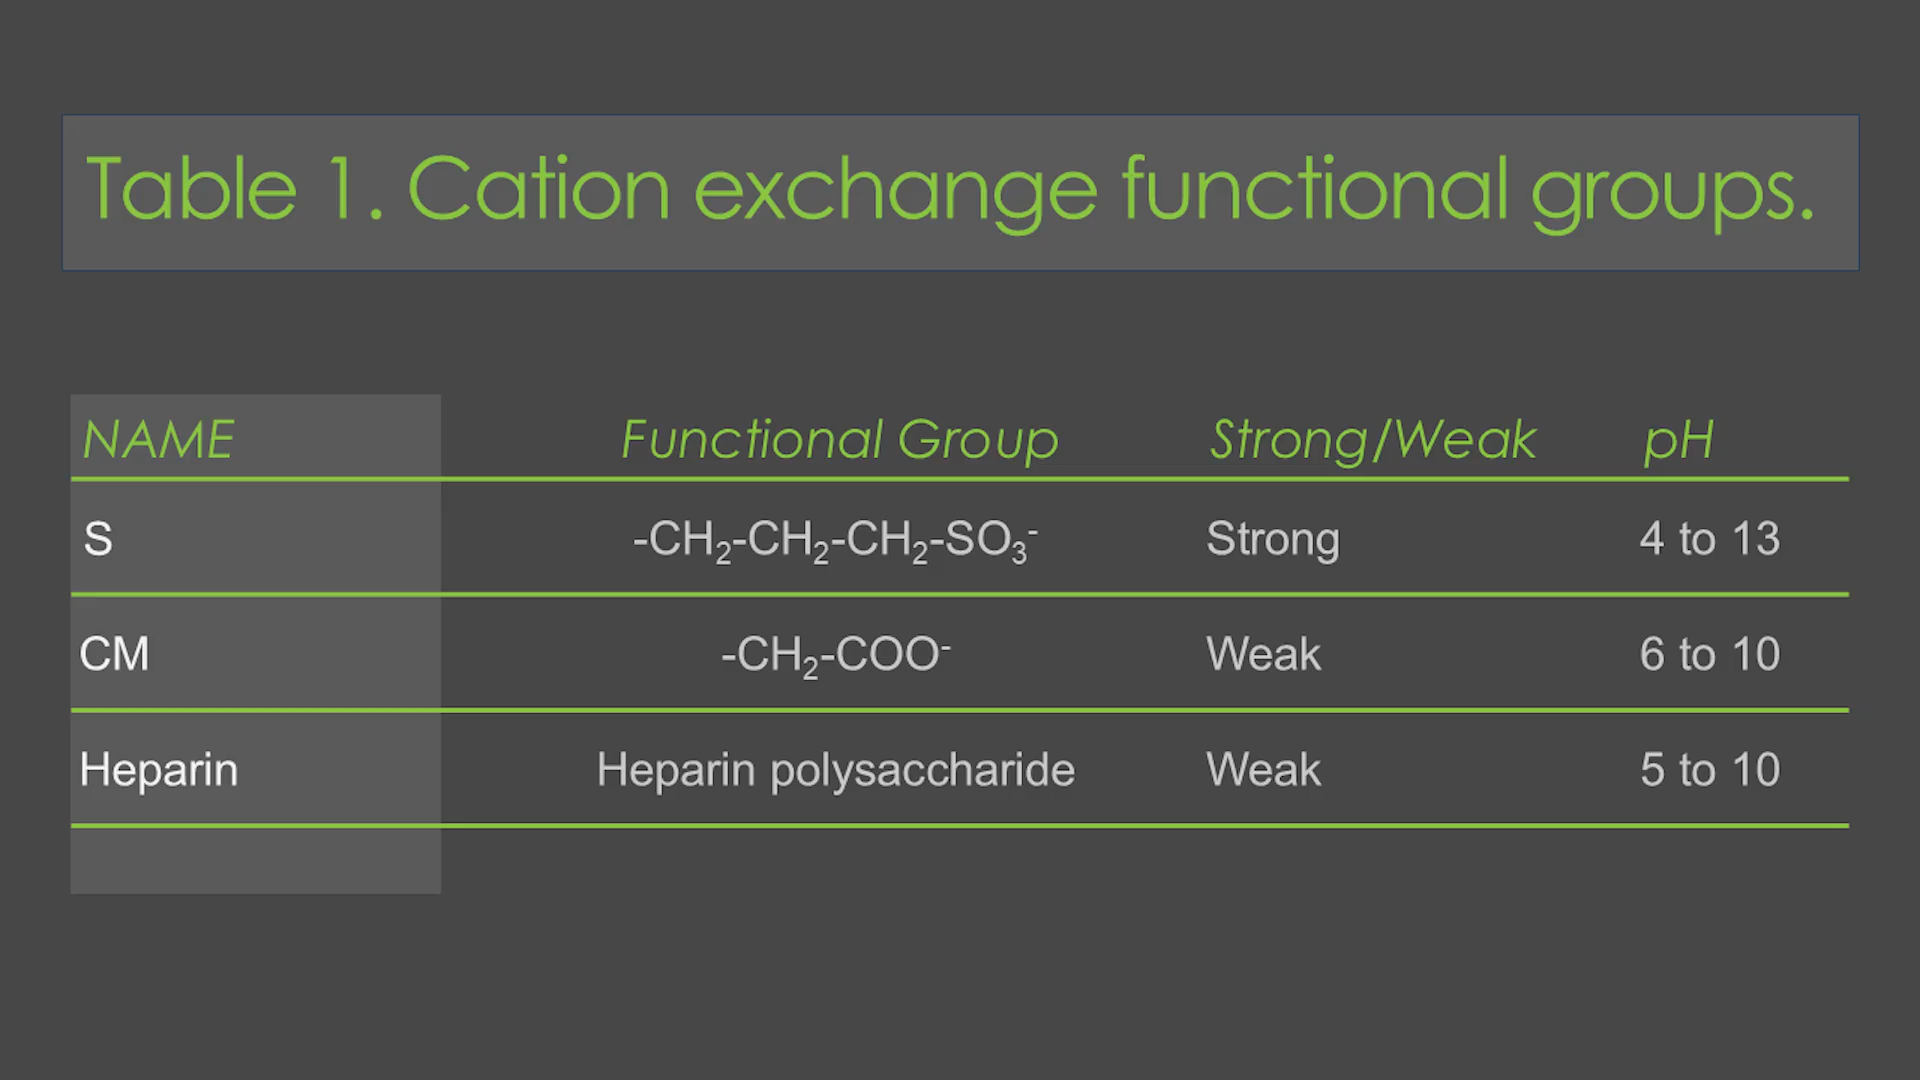 Table 1. Cation exchange functional groups.
NAME Functional Group Strong/Weak pH
S -CH₂-CH₂-CH₂-SO₃⁻ Strong 4 to 13
CM -CH₂-COO⁻ Weak 6 to 10
Heparin Heparin polysaccharide Weak 5 to 10